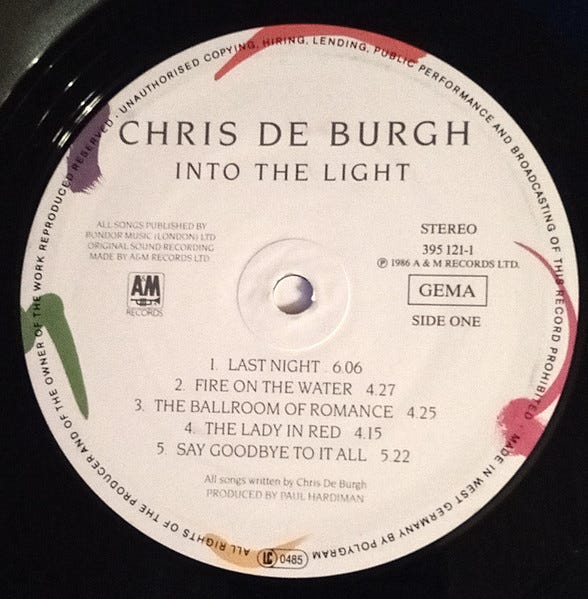 ALL RIGHTS OF THE PRODUCER AND OF THE OWNER OF THE WORK REPRODUCED RESERVED · UNAUTHORISED COPYING, HIRING, LENDING, PUBLIC PERFORMANCE AND BROADCASTING OF THIS RECORD PROHIBITED · MADE IN WEST GERMANY BY POLYGRAM
CHRIS DE BURGH
INTO THE LIGHT
ALL SONGS PUBLISHED BY
RONDOR MUSIC (LONDON) LTD
ORIGINAL SOUND RECORDING
MADE BY A&M RECORDS LTD.
A&M
RECORDS
STEREO
395 121-1
℗ 1986 A & M RECORDS LTD.
GEMA
SIDE ONE
1. LAST NIGHT 6.06
2. FIRE ON THE WATER 4.27
3. THE BALLROOM OF ROMANCE 4.25
4. THE LADY IN RED 4.15
5. SAY GOODBYE TO IT ALL 5.22
All songs written by Chris De Burgh
PRODUCED BY PAUL HARDIMAN
LC 0485